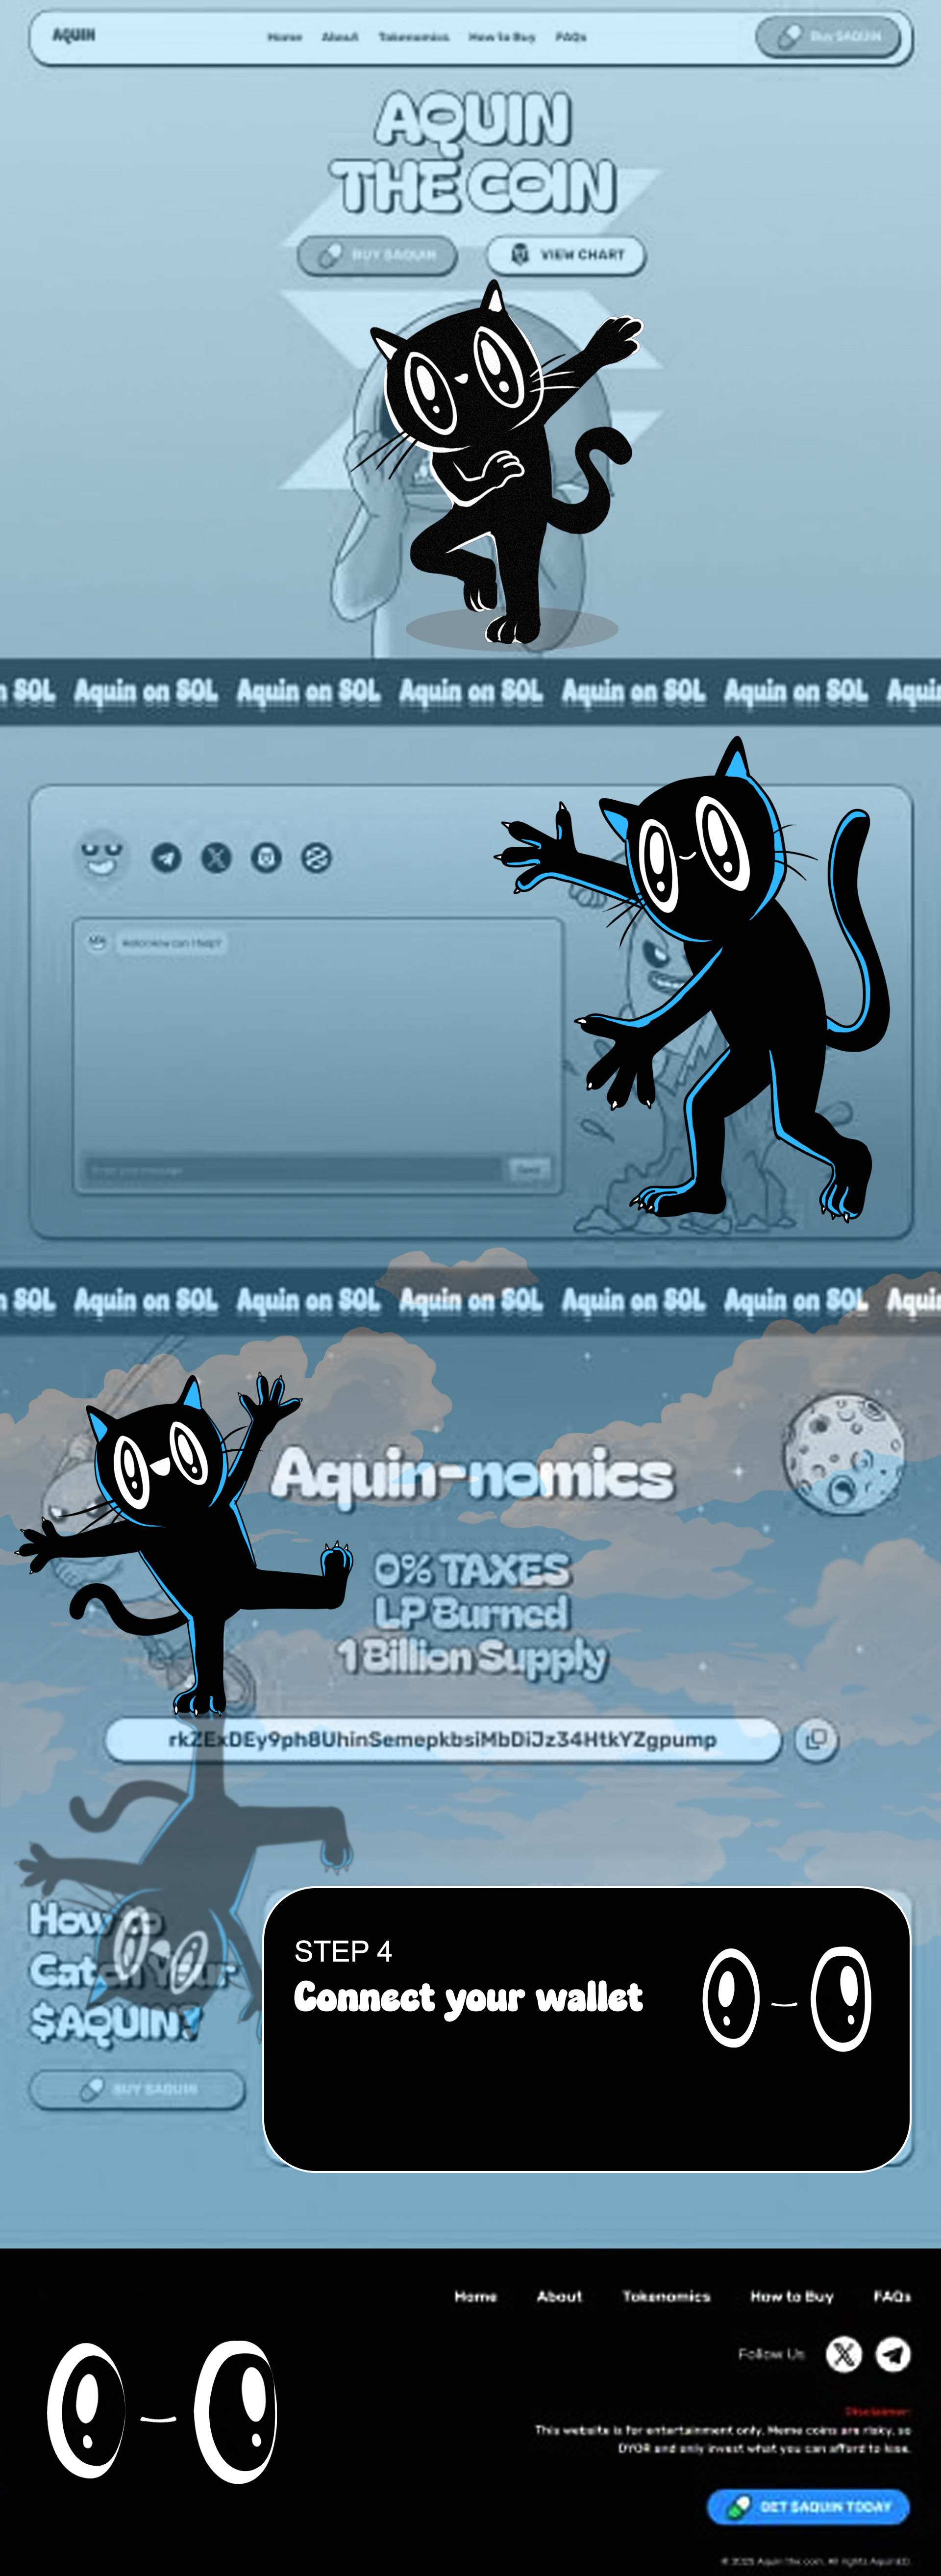 AQUIN
Home About Tokenomics How to Buy FAQs
Buy $AQUIN
AQUIN
THE COIN
BUY $AQUIN
VIEW CHART
n SOL Aquin on SOL Aquin on SOL Aquin on SOL Aquin on SOL Aquin on SOL Aquin
Hello! How can I help?
Enter your message
Send
n SOL Aquin on SOL Aquin on SOL Aquin on SOL Aquin on SOL Aquin on SOL Aquin
Aquin-nomics
0% TAXES
LP Burned
1 Billion Supply
rkZExDEy9ph8UhinSemepkbsiMbDiJz34HtkYZgpump
How to
Catch Your
$AQUIN?
BUY $AQUIN
STEP 4
Connect your wallet
Home About Tokenomics How to Buy FAQs
Follow Us
Disclaimer:
This website is for entertainment only. Meme coins are risky, so
DYOR and only invest what you can afford to lose.
GET $AQUIN TODAY
© 2025 Aquin the coin. All rights